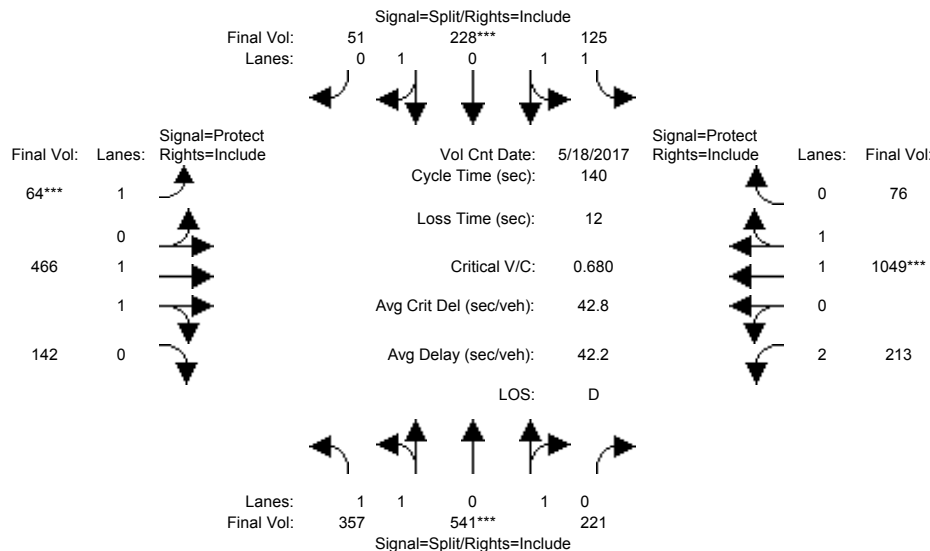 Signal=Split/Rights=Include
Final Vol: 51 228*** 125
Lanes: 0 1 0 1 1
Signal=Protect Signal=Protect
Final Vol: Lanes: Rights=Include Vol Cnt Date: 5/18/2017 Rights=Include Lanes: Final Vol:
Cycle Time (sec): 140
64*** 1 0 76
Loss Time (sec): 12
0 1
466 1 Critical V/C: 0.680 1 1049***
1 Avg Crit Del (sec/veh): 42.8 0
142 0 Avg Delay (sec/veh): 42.2 2 213
LOS: D
Lanes: 1 1 0 1 0
Final Vol: 357 541*** 221
Signal=Split/Rights=Include